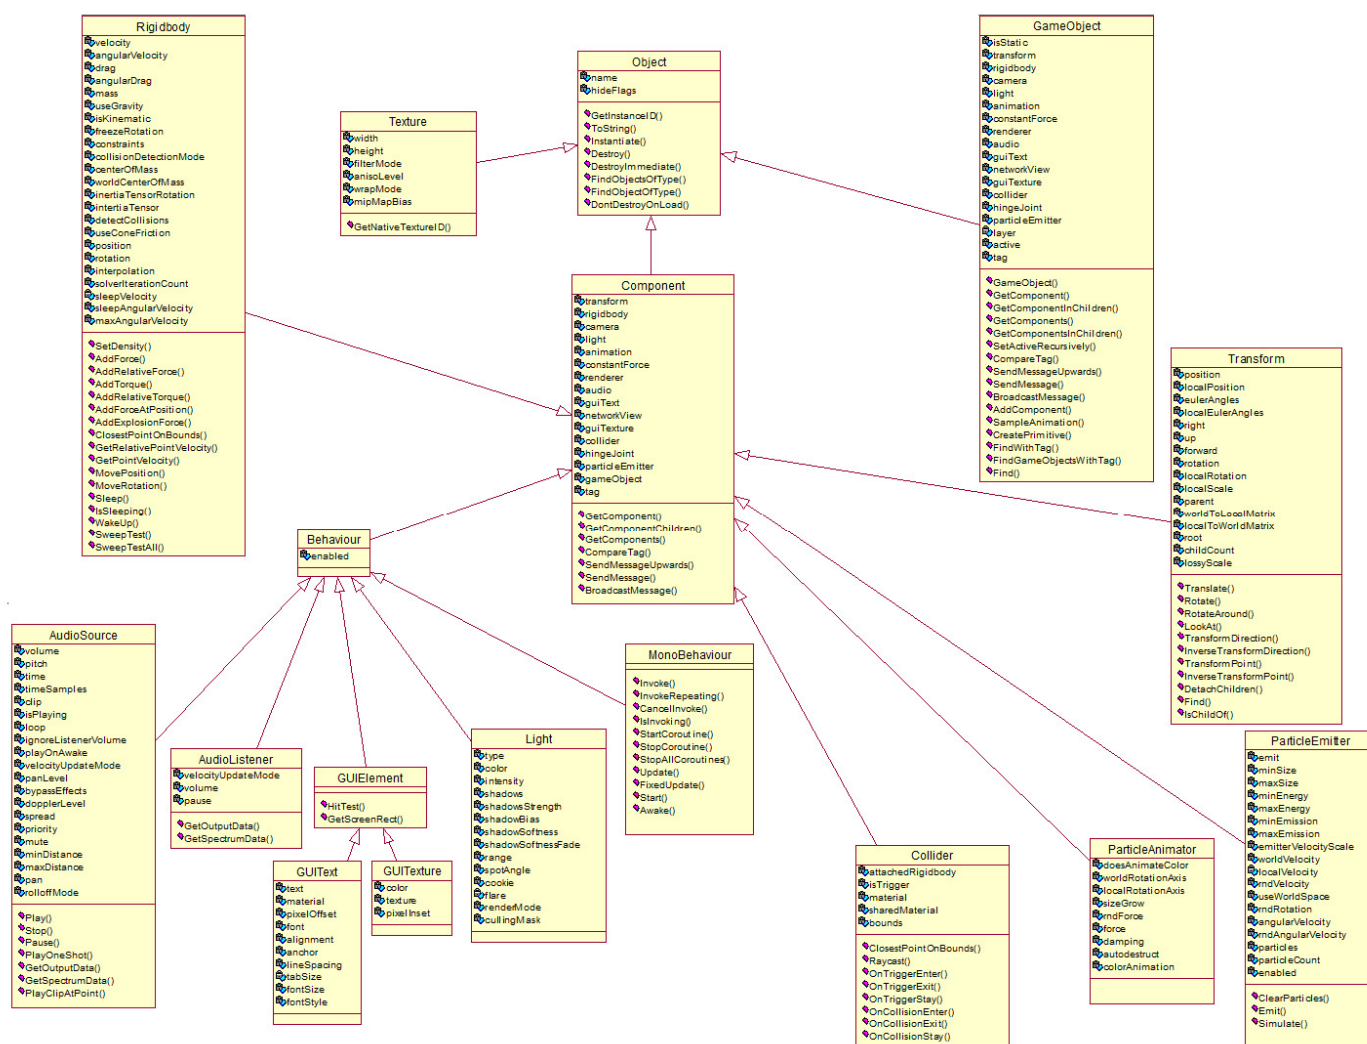 Rigidbody
velocity
angularVelocity
drag
angularDrag
mass
useGravity
isKinematic
freezeRotation
constraints
collisionDetectionMode
centerOfMass
worldCenterOfMass
inertiaTensorRotation
intertiaTensor
detectCollisions
useConeFriction
position
rotation
interpolation
solverIterationCount
sleepVelocity
sleepAngularVelocity
maxAngularVelocity
SetDensity()
AddForce()
AddRelativeForce()
AddTorque()
AddRelativeTorque()
AddForceAtPosition()
AddExplosionForce()
ClosestPointOnBounds()
GetRelativePointVelocity()
GetPointVelocity()
MovePosition()
MoveRotation()
Sleep()
IsSleeping()
WakeUp()
SweepTest()
SweepTestAll()
Texture
width
height
filterMode
anisoLevel
wrapMode
mipMapBias
GetNativeTextureID()
Object
name
hideFlags
GetInstanceID()
ToString()
Instantiate()
Destroy()
DestroyImmediate()
FindObjectsOfType()
FindObjectOfType()
DontDestroyOnLoad()
GameObject
isStatic
transform
rigidbody
camera
light
animation
constantForce
renderer
audio
guiText
networkView
guiTexture
collider
hingeJoint
particleEmitter
layer
active
tag
GameObject()
GetComponent()
GetComponentInChildren()
GetComponents()
GetComponentsInChildren()
SetActiveRecursively()
CompareTag()
SendMessageUpwards()
SendMessage()
BroadcastMessage()
AddComponent()
SampleAnimation()
CreatePrimitive()
FindWithTag()
FindGameObjectsWithTag()
Find()
Component
transform
rigidbody
camera
light
animation
constantForce
renderer
audio
guiText
networkView
guiTexture
collider
hingeJoint
particleEmitter
gameObject
tag
GetComponent()
GetComponentChildren()
GetComponents()
CompareTag()
SendMessageUpwards()
SendMessage()
BroadcastMessage()
Transform
position
localPosition
eulerAngles
localEulerAngles
right
up
forward
rotation
localRotation
localScale
parent
worldToLocalMatrix
localToWorldMatrix
root
childCount
lossyScale
Translate()
Rotate()
RotateAround()
LookAt()
TransformDirection()
InverseTransformDirection()
TransformPoint()
InverseTransformPoint()
DetachChildren()
Find()
IsChildOf()
Behaviour
enabled
AudioSource
volume
pitch
time
timeSamples
clip
isPlaying
loop
ignoreListenerVolume
playOnAwake
velocityUpdateMode
panLevel
bypassEffects
dopplerLevel
spread
priority
mute
minDistance
maxDistance
pan
rolloffMode
Play()
Stop()
Pause()
PlayOneShot()
GetOutputData()
GetSpectrumData()
PlayClipAtPoint()
AudioListener
velocityUpdateMode
volume
pause
GetOutputData()
GetSpectrumData()
GUIElement
HitTest()
GetScreenRect()
GUIText
text
material
pixelOffset
font
alignment
anchor
lineSpacing
tabSize
fontSize
fontStyle
GUITexture
color
texture
pixelInset
Light
type
color
intensity
shadows
shadowsStrength
shadowBias
shadowSoftness
shadowSoftnessFade
range
spotAngle
cookie
flare
renderMode
cullingMask
MonoBehaviour
Invoke()
InvokeRepeating()
CancelInvoke()
IsInvoking()
StartCoroutine()
StopCoroutine()
StopAllCoroutines()
Update()
FixedUpdate()
Start()
Awake()
Collider
attachedRigidbody
isTrigger
material
sharedMaterial
bounds
ClosestPointOnBounds()
Raycast()
OnTriggerEnter()
OnTriggerExit()
OnTriggerStay()
OnCollisionEnter()
OnCollisionExit()
OnCollisionStay()
ParticleAnimator
doesAnimateColor
worldRotationAxis
localRotationAxis
sizeGrow
rndForce
force
damping
autodestruct
colorAnimation
ParticleEmitter
emit
minSize
maxSize
minEnergy
maxEnergy
minEmission
maxEmission
emitterVelocityScale
worldVelocity
localVelocity
rndVelocity
useWorldSpace
rndRotation
angularVelocity
rndAngularVelocity
particles
particleCount
enabled
ClearParticles()
Emit()
Simulate()